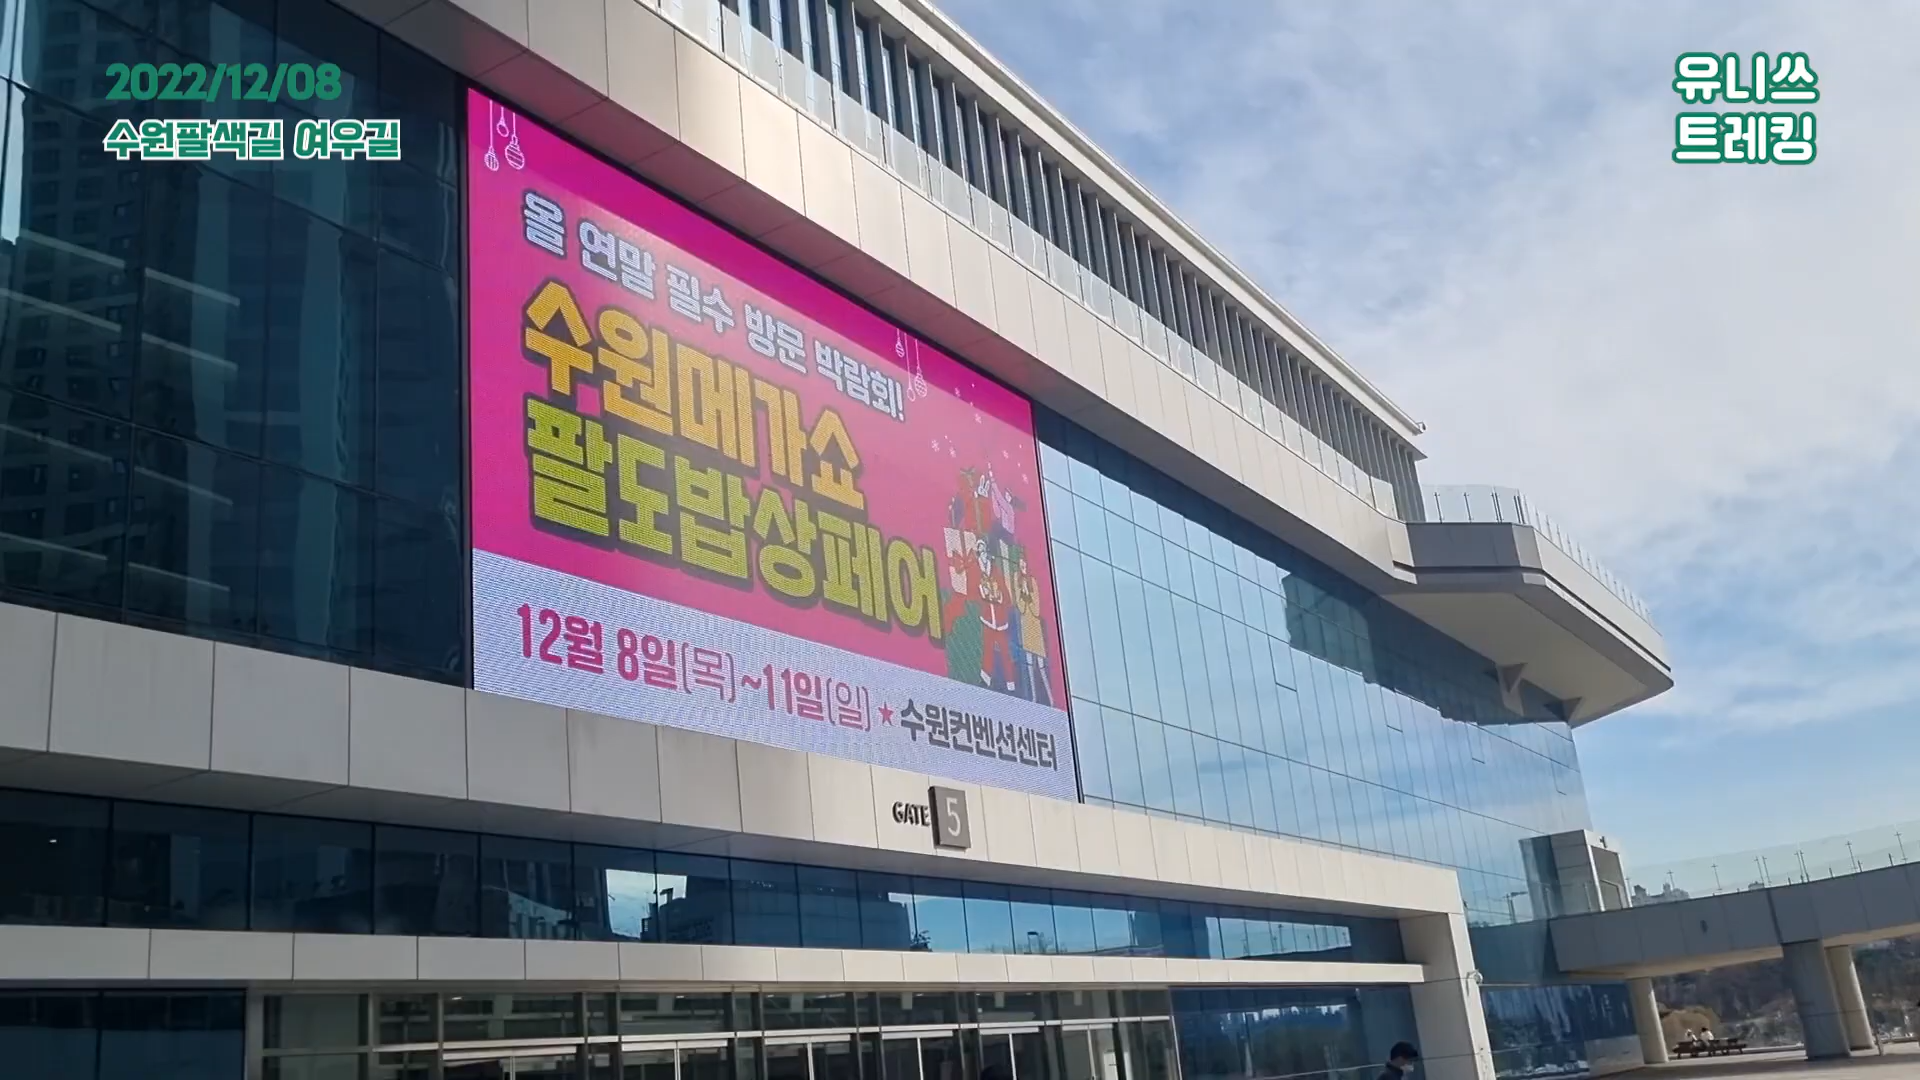 2022/12/08
수원팔색길 여우길
유니쓰
트레킹
올 연말 필수 방문 박람회!
수원메가쇼
팔도밥상페어
12월 8일(목)~11일(일)★수원컨벤션센터
GATE 5